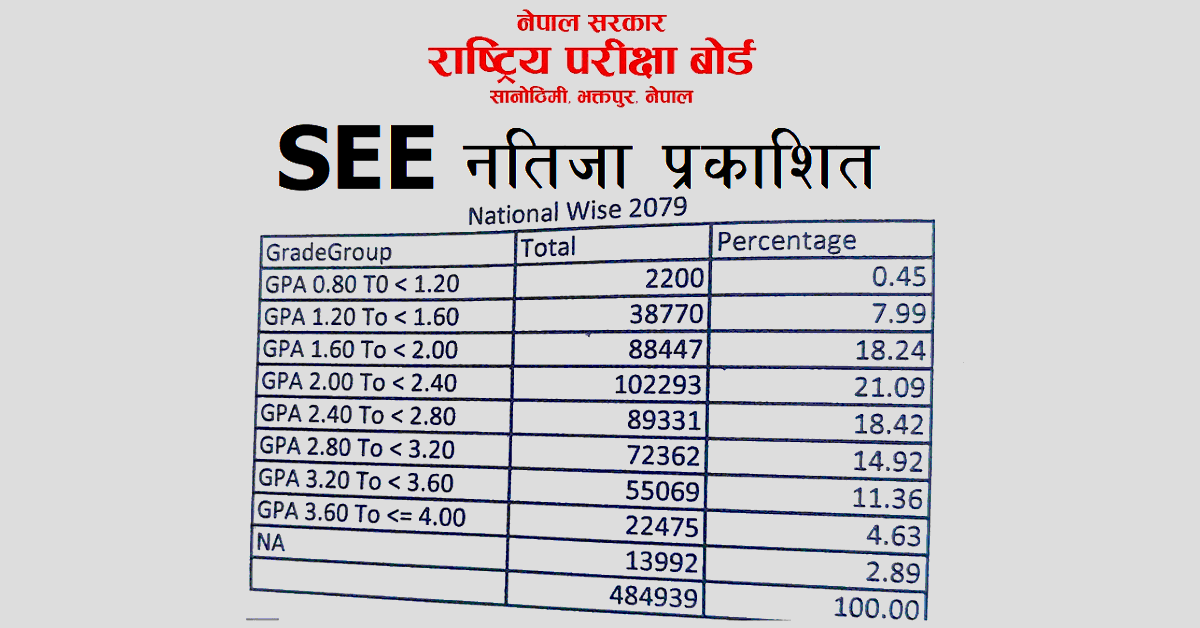 नेपाल सरकार
राष्ट्रिय परीक्षा बोर्ड
सानोठिमी, भक्तपुर, नेपाल
SEE नतिजा प्रकाशित
National Wise 2079
GradeGroup Total Percentage
GPA 0.80 T0 < 1.20 2200 0.45
GPA 1.20 To < 1.60 38770 7.99
GPA 1.60 To < 2.00 88447 18.24
GPA 2.00 To < 2.40 102293 21.09
GPA 2.40 To < 2.80 89331 18.42
GPA 2.80 To < 3.20 72362 14.92
GPA 3.20 To < 3.60 55069 11.36
GPA 3.60 To <= 4.00 22475 4.63
NA 13992 2.89
484939 100.00